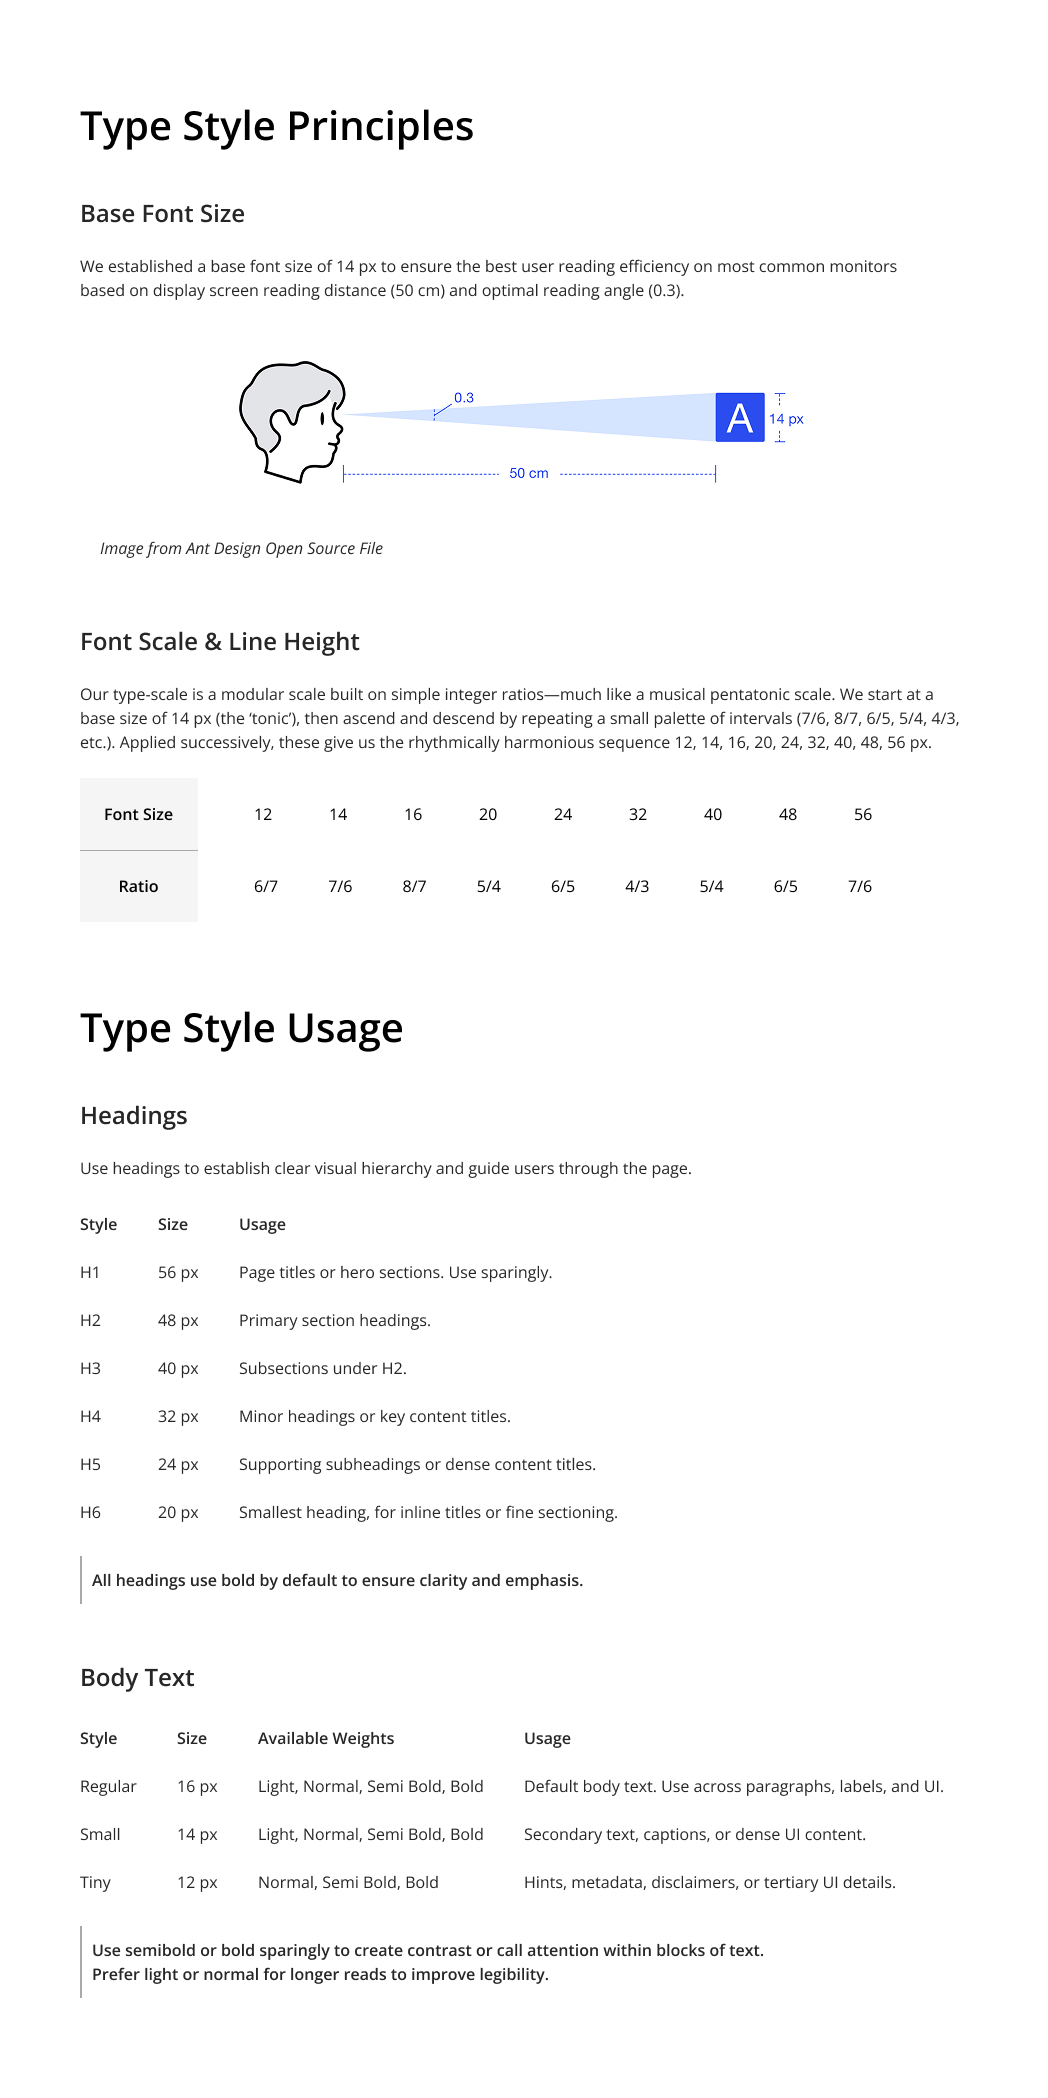 Type Style Principles
Base Font Size
We established a base font size of 14 px to ensure the best user reading efficiency on most common monitors
based on display screen reading distance (50 cm) and optimal reading angle (0.3).
0.3
A
14 px
50 cm
Image from Ant Design Open Source File
Font Scale & Line Height
Our type-scale is a modular scale built on simple integer ratios—much like a musical pentatonic scale. We start at a
base size of 14 px (the ‘tonic’), then ascend and descend by repeating a small palette of intervals (7/6, 8/7, 6/5, 5/4, 4/3,
etc.). Applied successively, these give us the rhythmically harmonious sequence 12, 14, 16, 20, 24, 32, 40, 48, 56 px.
Font Size 12 14 16 20 24 32 40 48 56
Ratio 6/7 7/6 8/7 5/4 6/5 4/3 5/4 6/5 7/6
Type Style Usage
Headings
Use headings to establish clear visual hierarchy and guide users through the page.
Style Size Usage
H1 56 px Page titles or hero sections. Use sparingly.
H2 48 px Primary section headings.
H3 40 px Subsections under H2.
H4 32 px Minor headings or key content titles.
H5 24 px Supporting subheadings or dense content titles.
H6 20 px Smallest heading, for inline titles or fine sectioning.
All headings use bold by default to ensure clarity and emphasis.
Body Text
Style Size Available Weights Usage
Regular 16 px Light, Normal, Semi Bold, Bold Default body text. Use across paragraphs, labels, and UI.
Small 14 px Light, Normal, Semi Bold, Bold Secondary text, captions, or dense UI content.
Tiny 12 px Normal, Semi Bold, Bold Hints, metadata, disclaimers, or tertiary UI details.
Use semibold or bold sparingly to create contrast or call attention within blocks of text.
Prefer light or normal for longer reads to improve legibility.